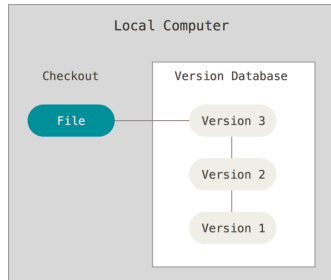 Local Computer
Checkout
Version Database
File
Version 3
Version 2
Version 1